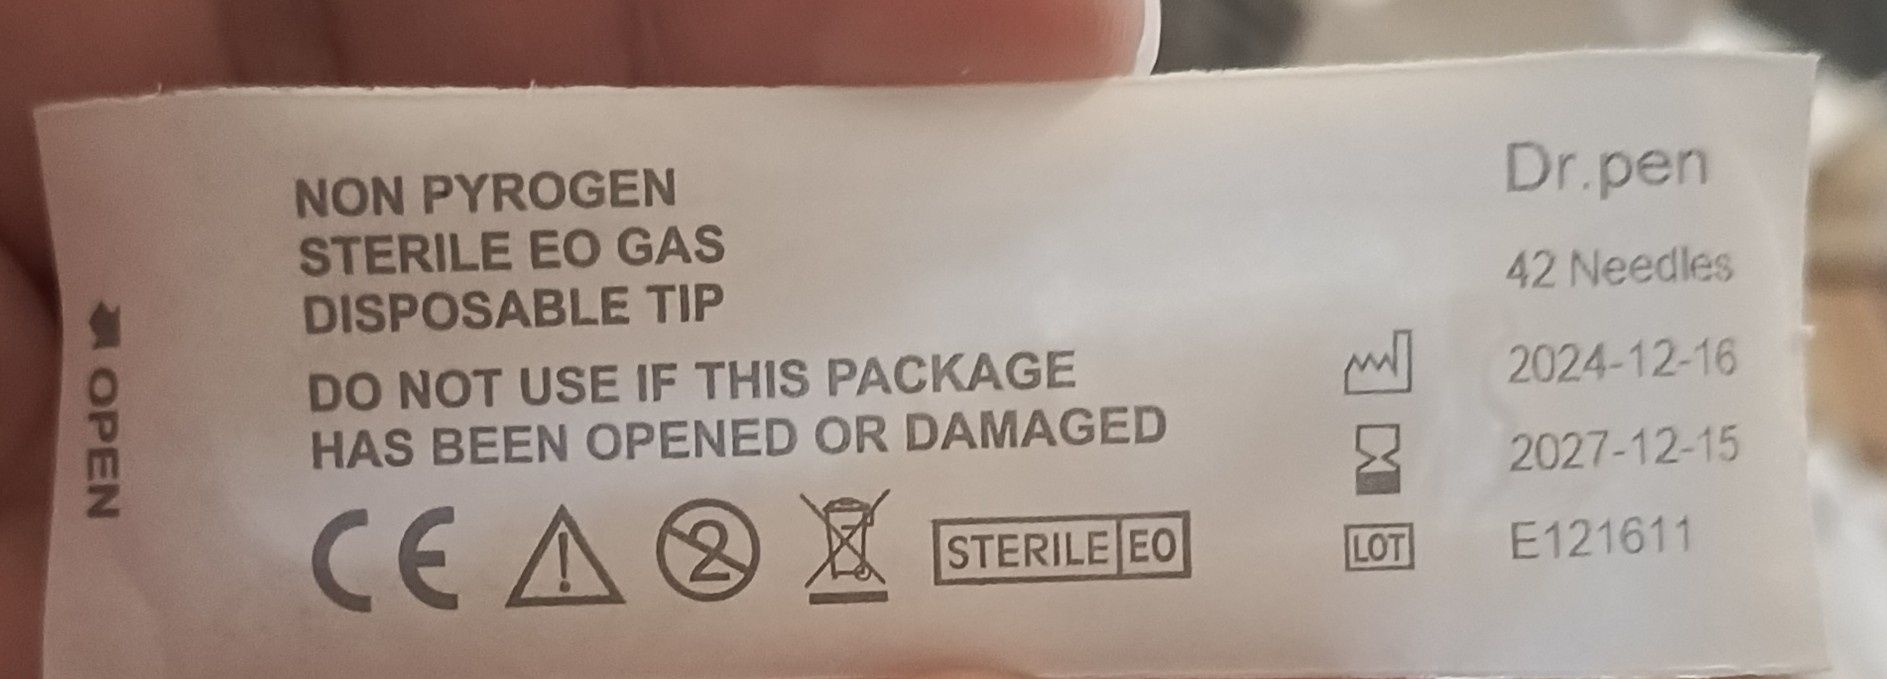 OPEN
NON PYROGEN
STERILE EO GAS
DISPOSABLE TIP
DO NOT USE IF THIS PACKAGE
HAS BEEN OPENED OR DAMAGED
CE
2
STERILE EO
Dr.pen
42 Needles
2024-12-16
2027-12-15
LOT E121611